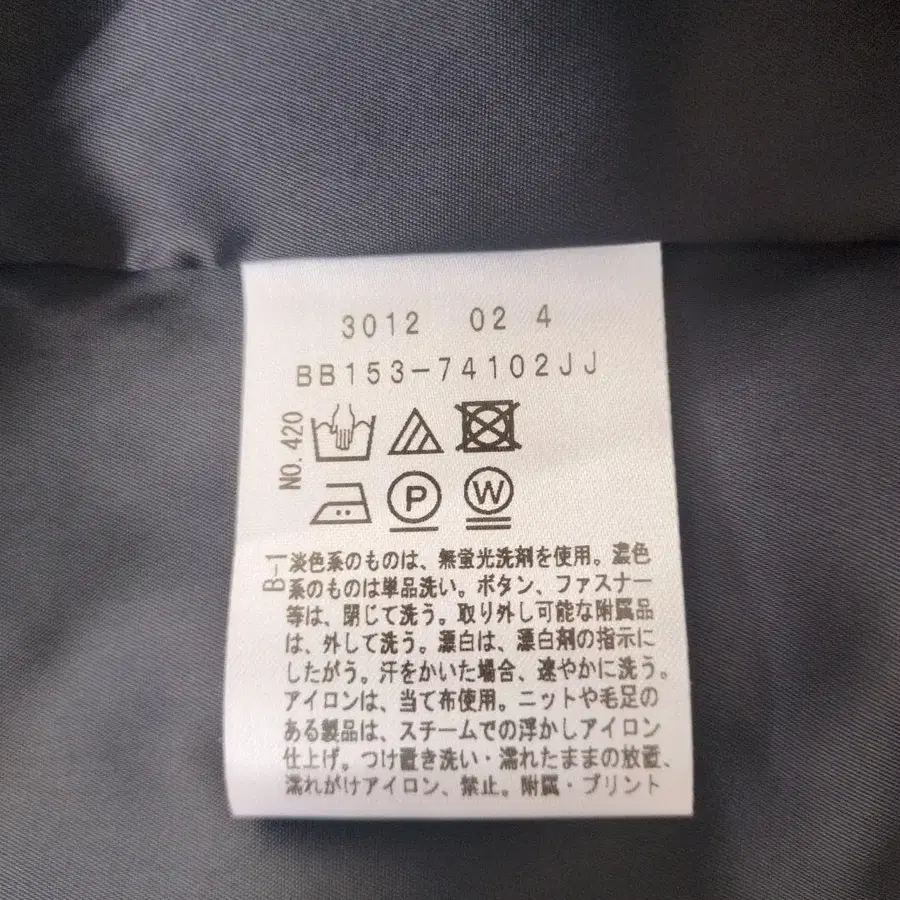 3012 02 4
BB153-74102JJ
NO.420
P
W
B-1
淡色系のものは、無蛍光洗剤を使用。濃色
系のものは単品洗い。ボタン、ファスナー
等は、閉じて洗う。取り外し可能な附属品
は、外して洗う。漂白は、漂白剤の指示に
したがう。汗をかいた場合、速やかに洗う。
アイロンは、当て布使用。ニットや毛足の
ある製品は、スチームでの浮かしアイロン
仕上げ。つけ置き洗い・濡れたままの放置、
濡れがけアイロン、禁止。附属・プリント